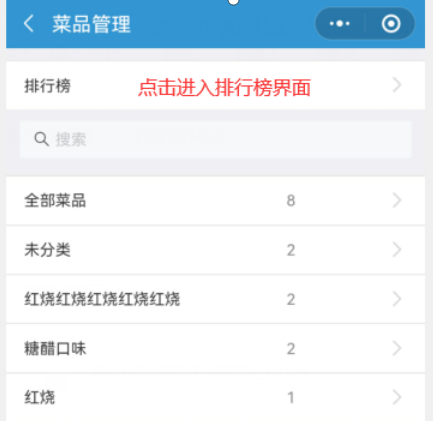 菜品管理
排行榜 点击进入排行榜界面
搜索
全部菜品 8
未分类 2
红烧红烧红烧红烧红烧 2
糖醋口味 2
红烧 1